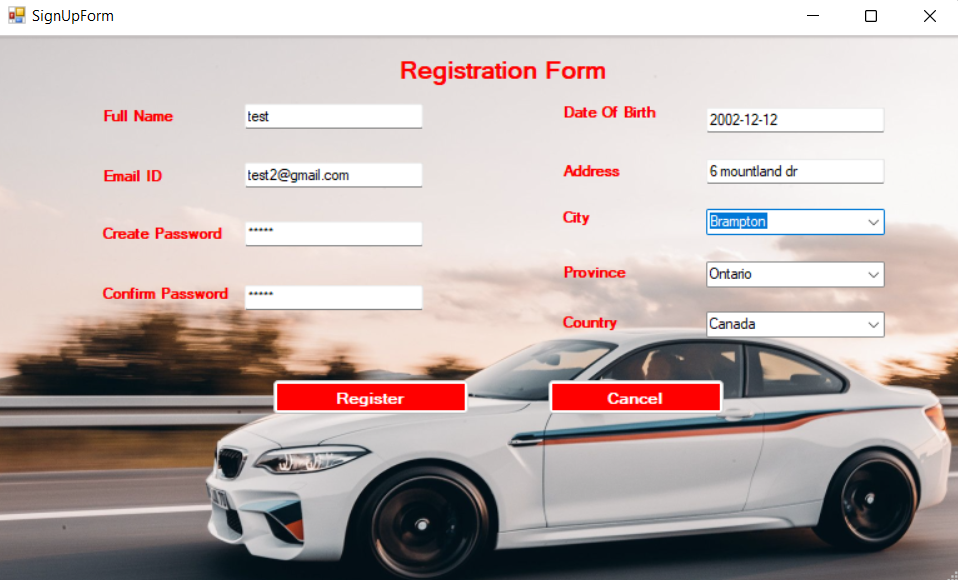 SignUpForm
Registration Form
Full Name test
Email ID test2@gmail.com
Create Password *****
Confirm Password *****
Date Of Birth 2002-12-12
Address 6 mountland dr
City Brampton
Province Ontario
Country Canada
Register Cancel